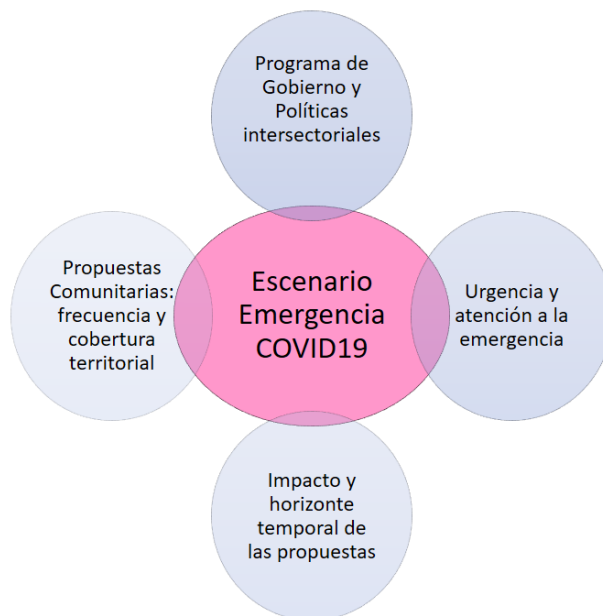 Programa de
Gobierno y
Políticas
intersectoriales
Propuestas
Comunitarias:
frecuencia y
cobertura
territorial
Escenario
Emergencia
COVID19
Urgencia y
atención a la
emergencia
Impacto y
horizonte
temporal de
las propuestas